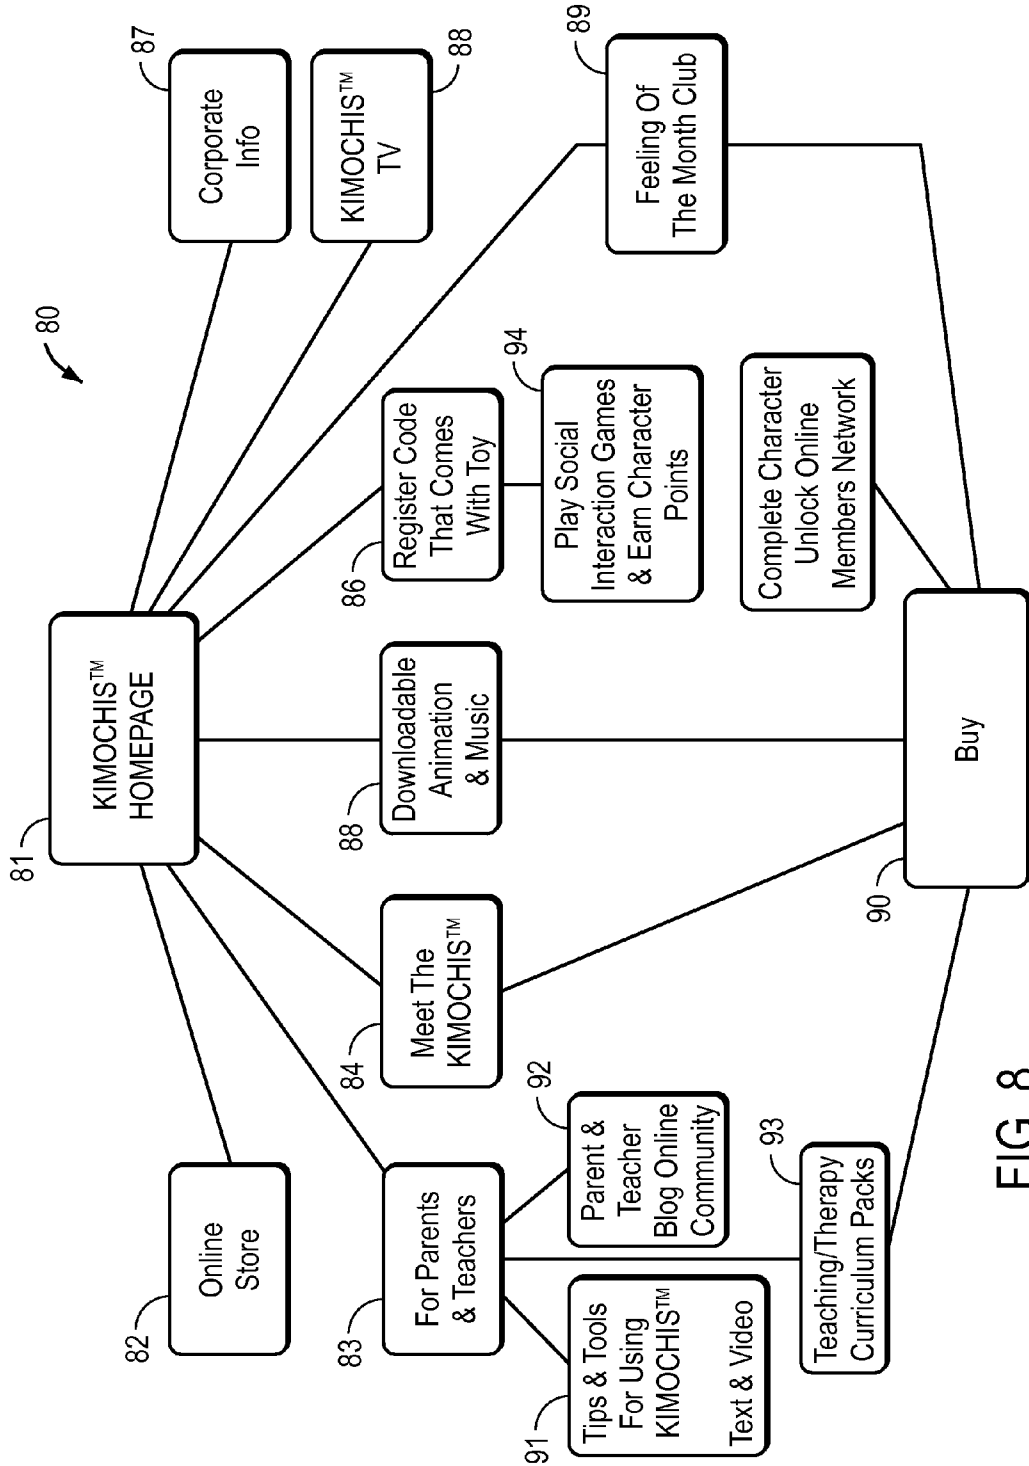 80
81
KIMOCHIS™
HOMEPAGE
82
Online
Store
87
Corporate
Info
KIMOCHIS™
TV
88
83
For Parents
& Teachers
84
Meet The
KIMOCHIS™
88
Downloadable
Animation
& Music
86
Register Code
That Comes
With Toy
89
Feeling Of
The Month Club
91
Tips & Tools
For Using
KIMOCHIS™
Text & Video
92
Parent &
Teacher
Blog Online
Community
94
Play Social
Interaction Games
& Earn Character
Points
93
Teaching/Therapy
Curriculum Packs
Complete Character
Unlock Online
Members Network
90
Buy
FIG. 8